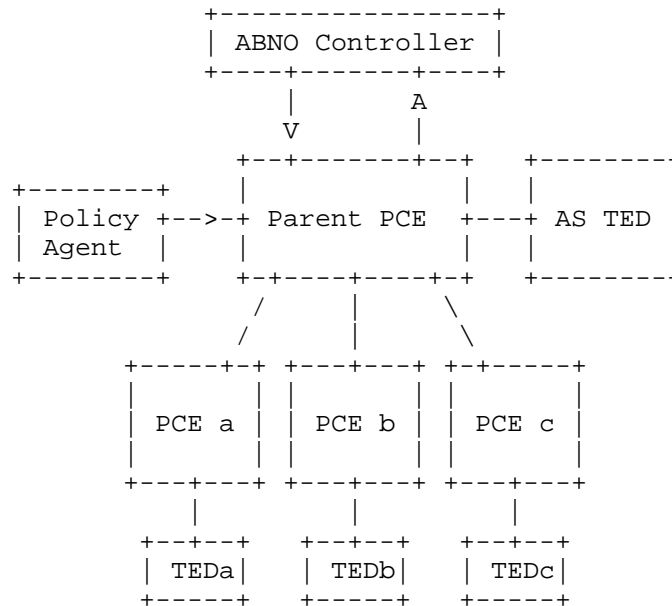 ABNO Controller
A
V
Parent PCE
Policy
AS TED
Agent
PCE a PCE b PCE c
TEDa TEDb TEDc